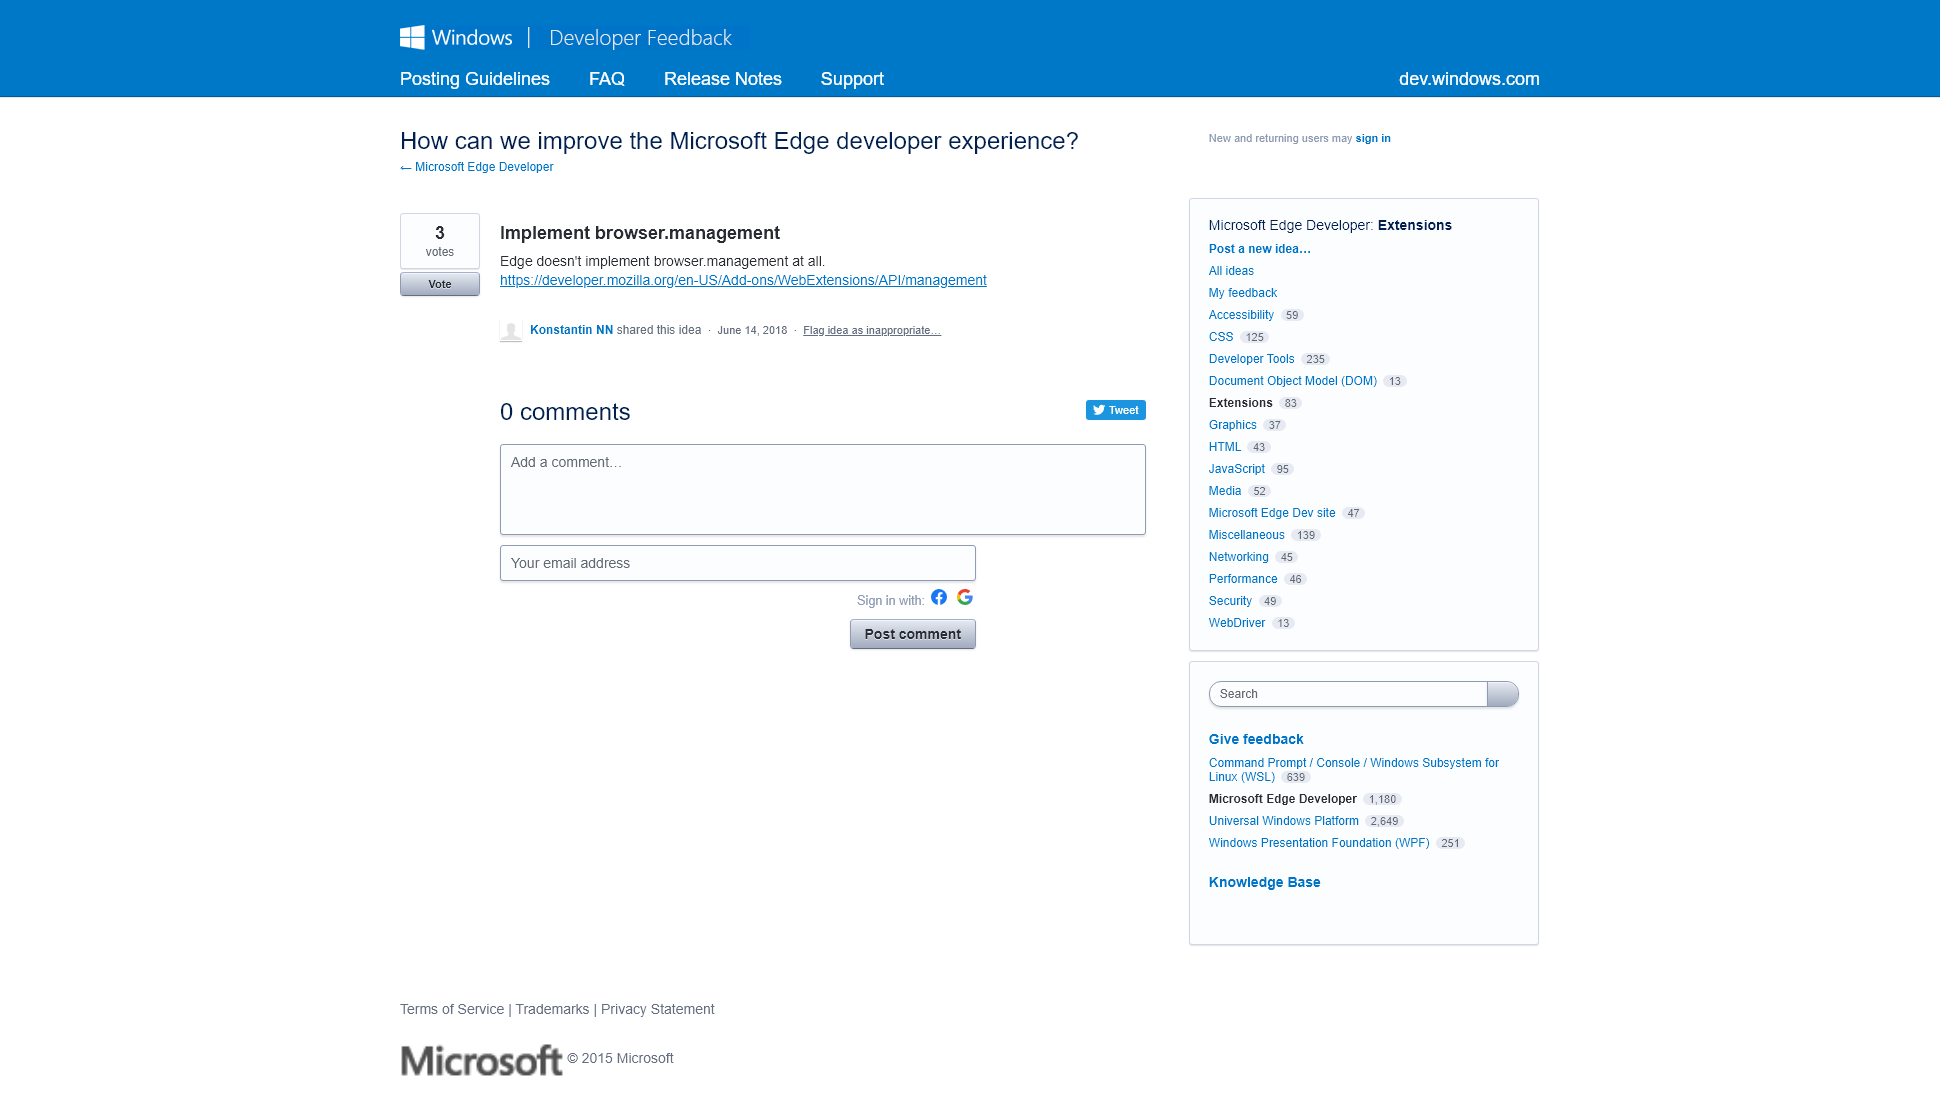 Windows | Developer Feedback
Posting Guidelines FAQ Release Notes Support dev.windows.com
How can we improve the Microsoft Edge developer experience?
← Microsoft Edge Developer
New and returning users may sign in
3
votes
Vote
Implement browser.management
Edge doesn't implement browser.management at all.
https://developer.mozilla.org/en-US/Add-ons/WebExtensions/API/management
Konstantin NN shared this idea · June 14, 2018 · Flag idea as inappropriate…
0 comments
Tweet
Add a comment…
Your email address
Sign in with:
Post comment
Microsoft Edge Developer: Extensions
Post a new idea…
All ideas
My feedback
Accessibility 59
CSS 125
Developer Tools 235
Document Object Model (DOM) 13
Extensions 83
Graphics 37
HTML 43
JavaScript 95
Media 52
Microsoft Edge Dev site 47
Miscellaneous 139
Networking 45
Performance 46
Security 49
WebDriver 13
Search
Give feedback
Command Prompt / Console / Windows Subsystem for
Linux (WSL) 639
Microsoft Edge Developer 1,180
Universal Windows Platform 2,649
Windows Presentation Foundation (WPF) 251
Knowledge Base
Terms of Service | Trademarks | Privacy Statement
Microsoft © 2015 Microsoft